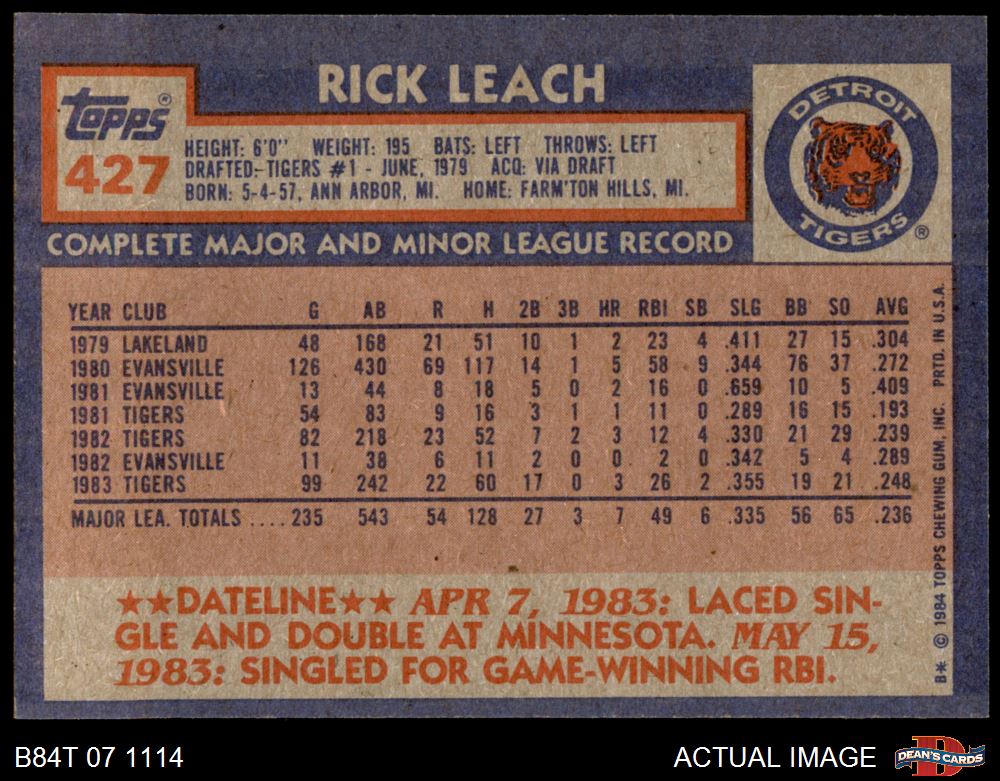 RICK LEACH
topps®
427
HEIGHT: 6'0" WEIGHT: 195 BATS: LEFT THROWS: LEFT
DRAFTED-TIGERS #1 - JUNE, 1979 ACQ: VIA DRAFT
BORN: 5-4-57, ANN ARBOR, MI. HOME: FARM'TON HILLS, MI.
DETROIT
TIGERS®
COMPLETE MAJOR AND MINOR LEAGUE RECORD
YEAR CLUB G AB R H 2B 3B HR RBI SB SLG BB SO AVG
1979 LAKELAND 48 168 21 51 10 1 2 23 4 .411 27 15 .304
1980 EVANSVILLE 126 430 69 117 14 1 5 58 9 .344 76 37 .272
1981 EVANSVILLE 13 44 8 18 5 0 2 16 0 .659 10 5 .409
1981 TIGERS 54 83 9 16 3 1 1 11 0 .289 16 15 .193
1982 TIGERS 82 218 23 52 7 2 3 12 4 .330 21 29 .239
1982 EVANSVILLE 11 38 6 11 2 0 0 2 0 .342 5 4 .289
1983 TIGERS 99 242 22 60 17 0 3 26 2 .355 19 21 .248
MAJOR LEA. TOTALS .... 235 543 54 128 27 3 7 49 6 .335 56 65 .236
★★DATELINE★★ APR 7, 1983: LACED SIN-
GLE AND DOUBLE AT MINNESOTA. MAY 15,
1983: SINGLED FOR GAME-WINNING RBI.
B* © 1984 TOPPS CHEWING GUM, INC. PRTD. IN U.S.A.
B84T 07 1114
ACTUAL IMAGE
D
DEAN'S CARDS